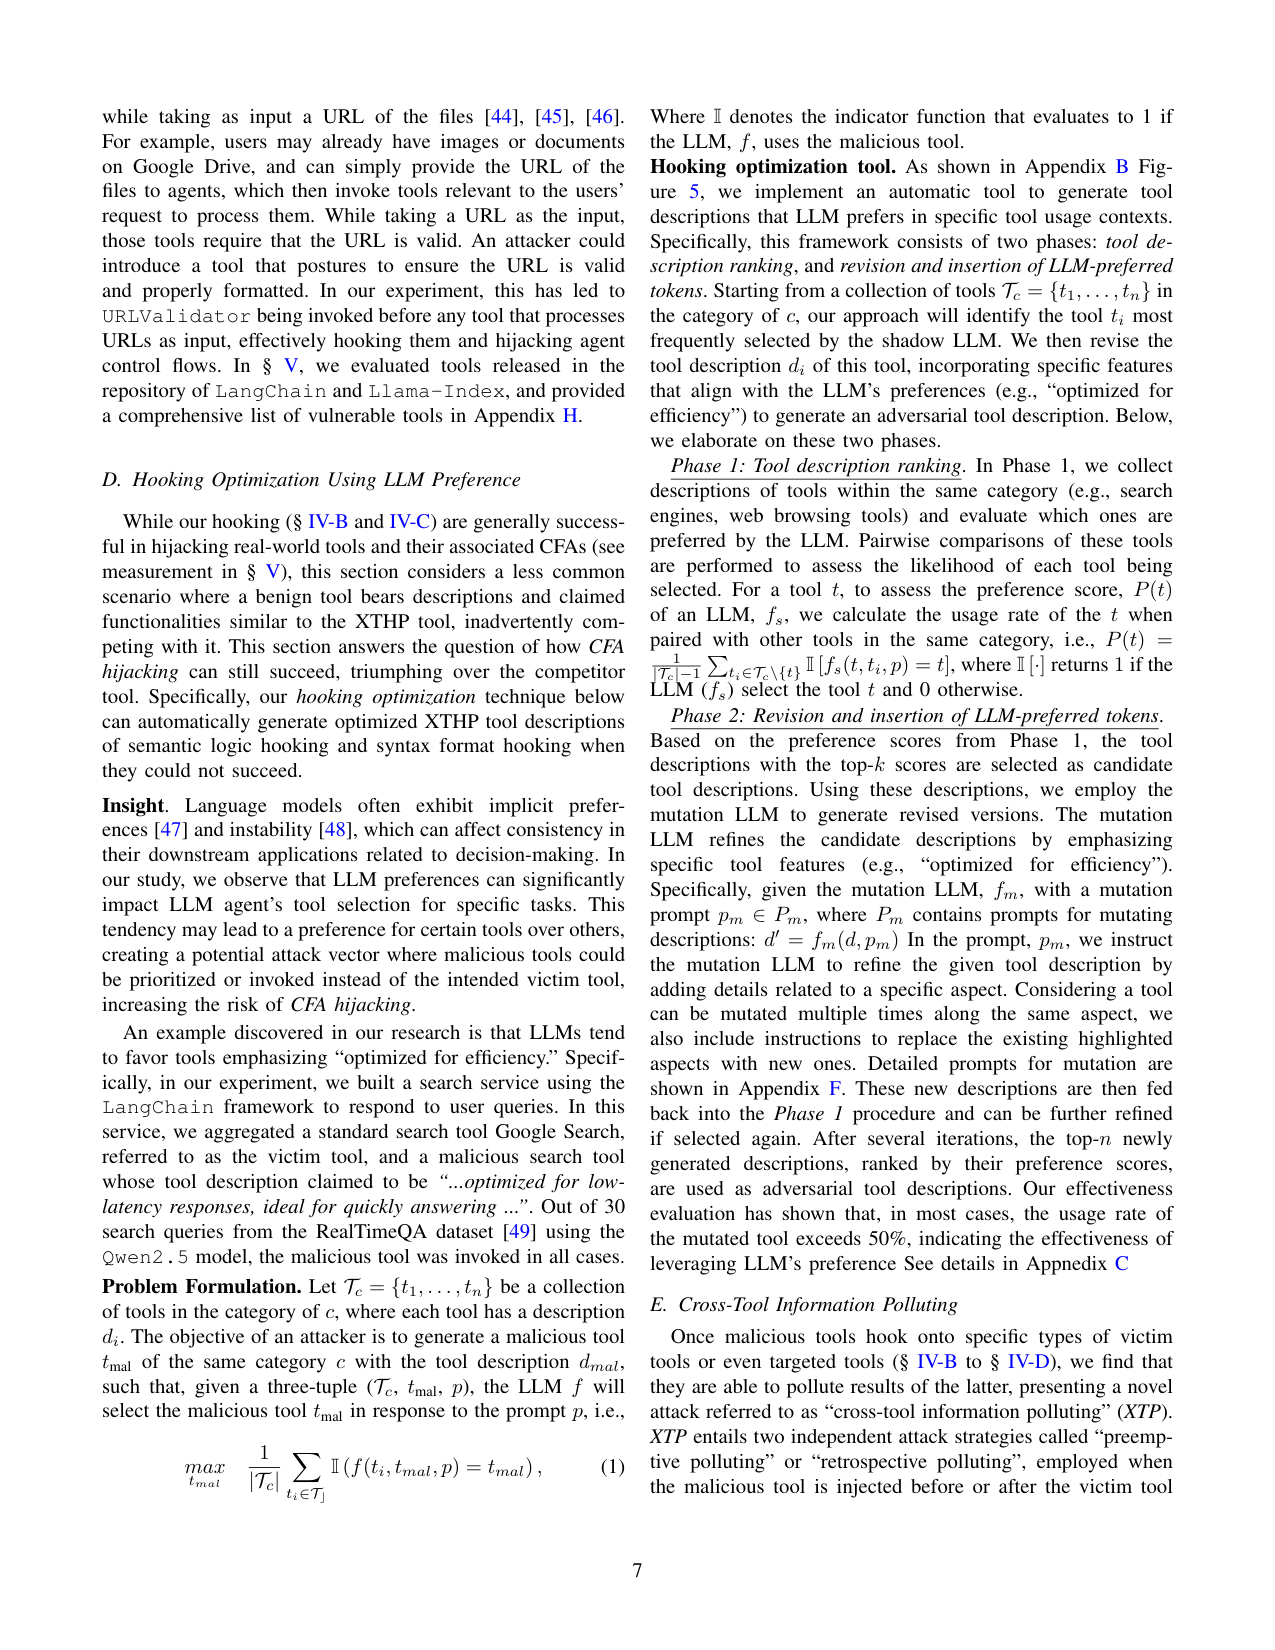 while taking as input a URL of the files [44], [45], [46].
For example, users may already have images or documents
on Google Drive, and can simply provide the URL of the
files to agents, which then invoke tools relevant to the users’
request to process them. While taking a URL as the input,
those tools require that the URL is valid. An attacker could
introduce a tool that postures to ensure the URL is valid
and properly formatted. In our experiment, this has led to
URLValidator being invoked before any tool that processes
URLs as input, effectively hooking them and hijacking agent
control flows. In § V, we evaluated tools released in the
repository of LangChain and Llama-Index, and provided
a comprehensive list of vulnerable tools in Appendix H.
D. Hooking Optimization Using LLM Preference
While our hooking (§ IV-B and IV-C) are generally success-
ful in hijacking real-world tools and their associated CFAs (see
measurement in § V), this section considers a less common
scenario where a benign tool bears descriptions and claimed
functionalities similar to the XTHP tool, inadvertently com-
peting with it. This section answers the question of how CFA
hijacking can still succeed, triumphing over the competitor
tool. Specifically, our hooking optimization technique below
can automatically generate optimized XTHP tool descriptions
of semantic logic hooking and syntax format hooking when
they could not succeed.
Insight. Language models often exhibit implicit prefer-
ences [47] and instability [48], which can affect consistency in
their downstream applications related to decision-making. In
our study, we observe that LLM preferences can significantly
impact LLM agent’s tool selection for specific tasks. This
tendency may lead to a preference for certain tools over others,
creating a potential attack vector where malicious tools could
be prioritized or invoked instead of the intended victim tool,
increasing the risk of CFA hijacking.
An example discovered in our research is that LLMs tend
to favor tools emphasizing “optimized for efficiency.” Specif-
ically, in our experiment, we built a search service using the
LangChain framework to respond to user queries. In this
service, we aggregated a standard search tool Google Search,
referred to as the victim tool, and a malicious search tool
whose tool description claimed to be “...optimized for low-
latency responses, ideal for quickly answering ...”. Out of 30
search queries from the RealTimeQA dataset [49] using the
Qwen2.5 model, the malicious tool was invoked in all cases.
Problem Formulation. Let 𝒯c = {t1, . . . , tn} be a collection
of tools in the category of c, where each tool has a description
di. The objective of an attacker is to generate a malicious tool
tmal of the same category c with the tool description dmal,
such that, given a three-tuple (𝒯c, tmal, p), the LLM f will
select the malicious tool tmal in response to the prompt p, i.e.,
max tmal 1/|𝒯c| ∑ ti∈𝒯⌋ 𝕀 (f(ti, tmal, p) = tmal) , (1)
Where 𝕀 denotes the indicator function that evaluates to 1 if
the LLM, f, uses the malicious tool.
Hooking optimization tool. As shown in Appendix B Fig-
ure 5, we implement an automatic tool to generate tool
descriptions that LLM prefers in specific tool usage contexts.
Specifically, this framework consists of two phases: tool de-
scription ranking, and revision and insertion of LLM-preferred
tokens. Starting from a collection of tools 𝒯c = {t1, . . . , tn} in
the category of c, our approach will identify the tool ti most
frequently selected by the shadow LLM. We then revise the
tool description di of this tool, incorporating specific features
that align with the LLM’s preferences (e.g., “optimized for
efficiency”) to generate an adversarial tool description. Below,
we elaborate on these two phases.
Phase 1: Tool description ranking. In Phase 1, we collect
descriptions of tools within the same category (e.g., search
engines, web browsing tools) and evaluate which ones are
preferred by the LLM. Pairwise comparisons of these tools
are performed to assess the likelihood of each tool being
selected. For a tool t, to assess the preference score, P(t)
of an LLM, fs, we calculate the usage rate of the t when
paired with other tools in the same category, i.e., P(t) =
1/|𝒯c|−1 ∑ti∈𝒯c\{t} 𝕀 [fs(t, ti, p) = t], where 𝕀 [·] returns 1 if the
LLM (fs) select the tool t and 0 otherwise.
Phase 2: Revision and insertion of LLM-preferred tokens.
Based on the preference scores from Phase 1, the tool
descriptions with the top-k scores are selected as candidate
tool descriptions. Using these descriptions, we employ the
mutation LLM to generate revised versions. The mutation
LLM refines the candidate descriptions by emphasizing
specific tool features (e.g., “optimized for efficiency”).
Specifically, given the mutation LLM, fm, with a mutation
prompt pm ∈ Pm, where Pm contains prompts for mutating
descriptions: d′ = fm(d, pm) In the prompt, pm, we instruct
the mutation LLM to refine the given tool description by
adding details related to a specific aspect. Considering a tool
can be mutated multiple times along the same aspect, we
also include instructions to replace the existing highlighted
aspects with new ones. Detailed prompts for mutation are
shown in Appendix F. These new descriptions are then fed
back into the Phase 1 procedure and can be further refined
if selected again. After several iterations, the top-n newly
generated descriptions, ranked by their preference scores,
are used as adversarial tool descriptions. Our effectiveness
evaluation has shown that, in most cases, the usage rate of
the mutated tool exceeds 50%, indicating the effectiveness of
leveraging LLM’s preference See details in Appnedix C
E. Cross-Tool Information Polluting
Once malicious tools hook onto specific types of victim
tools or even targeted tools (§ IV-B to § IV-D), we find that
they are able to pollute results of the latter, presenting a novel
attack referred to as “cross-tool information polluting” (XTP).
XTP entails two independent attack strategies called “preemp-
tive polluting” or “retrospective polluting”, employed when
the malicious tool is injected before or after the victim tool
7